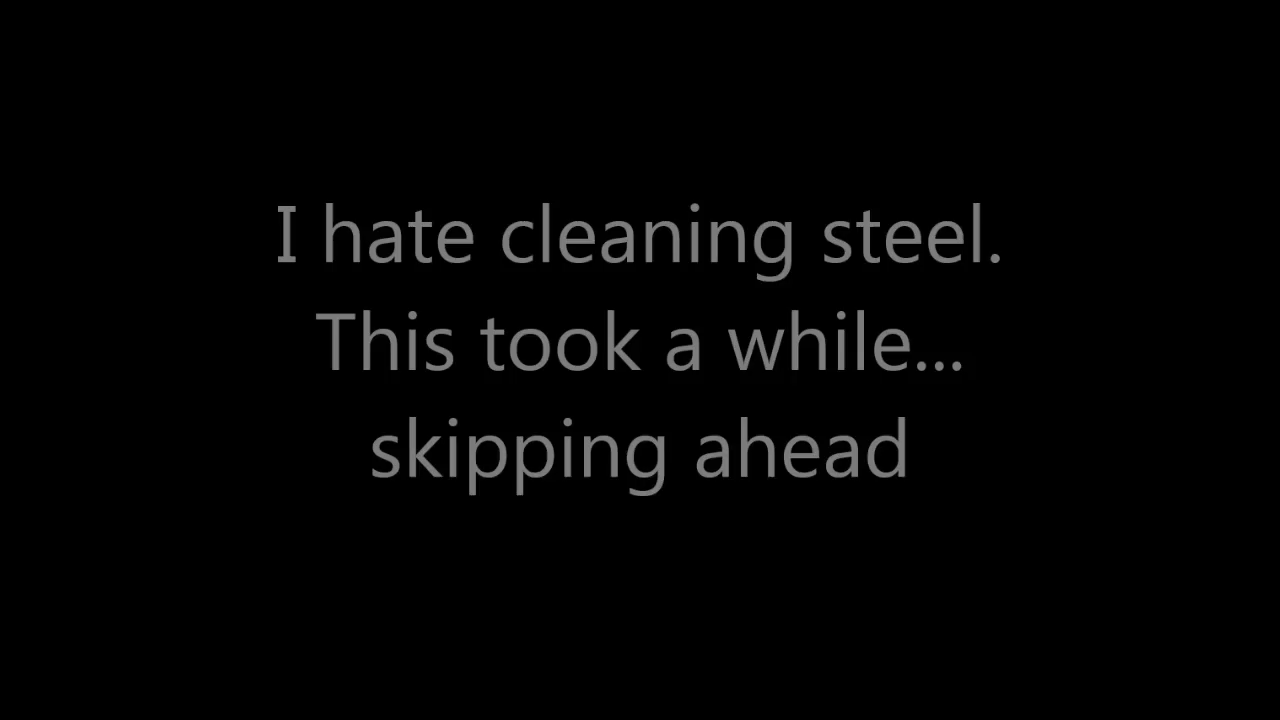 I hate cleaning steel.
This took a while...
skipping ahead